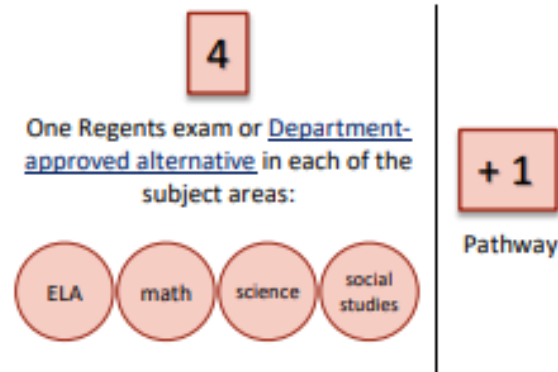 4
One Regents exam or Department-
approved alternative in each of the
subject areas:
ELA
math
science
social
studies
+ 1
Pathway